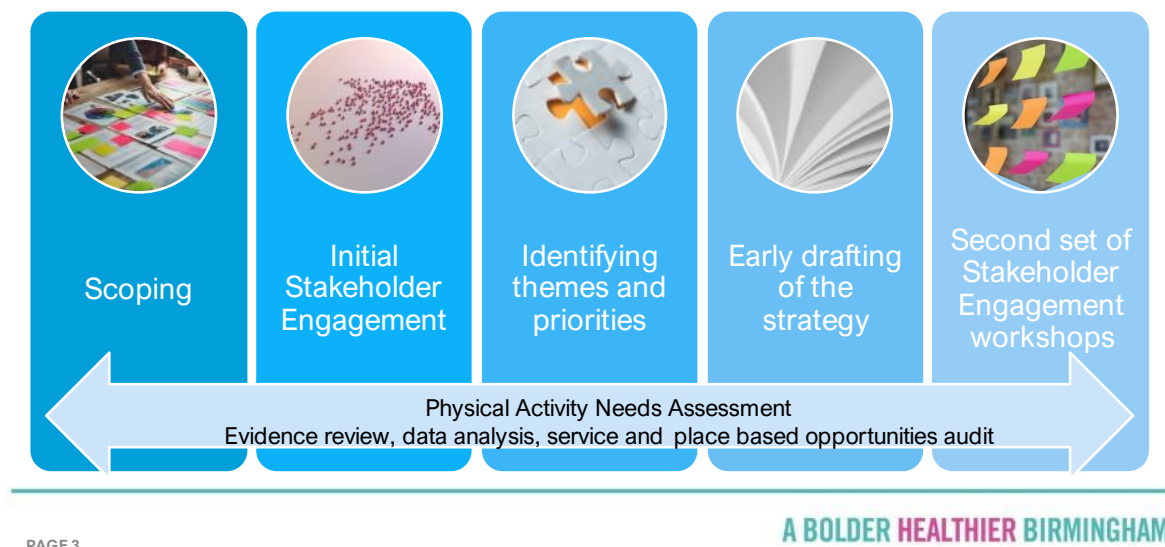 Scoping
Initial
Stakeholder
Engagement
Identifying
themes and
priorities
Early drafting
of the
strategy
Second set of
Stakeholder
Engagement
workshops
Physical Activity Needs Assessment
Evidence review, data analysis, service and place based opportunities audit
A BOLDER HEALTHIER BIRMINGHAM
PAGE 3